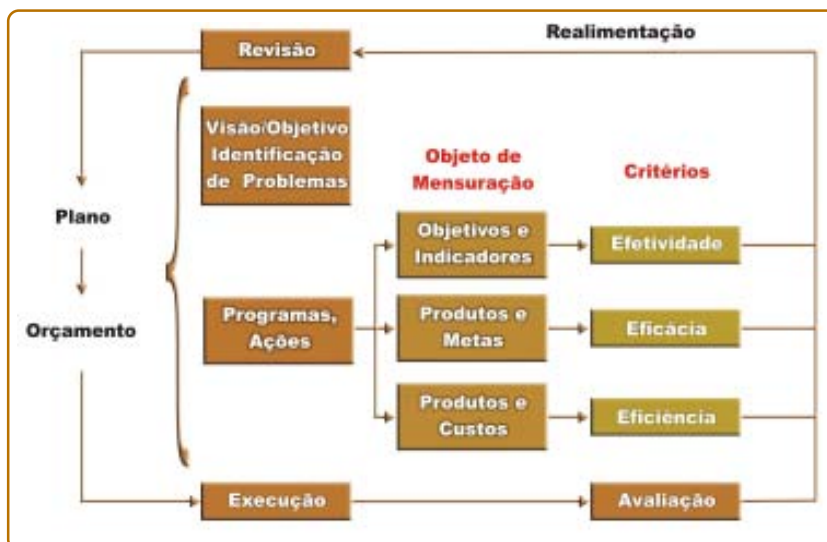 Realimentação
Revisão
Visão/Objetivo
Identificação
de Problemas
Objeto de
Mensuração
Critérios
Plano
Objetivos e
Indicadores
Efetividade
Orçamento
Programas,
Ações
Produtos e
Metas
Eficácia
Produtos e
Custos
Eficiência
Execução
Avaliação